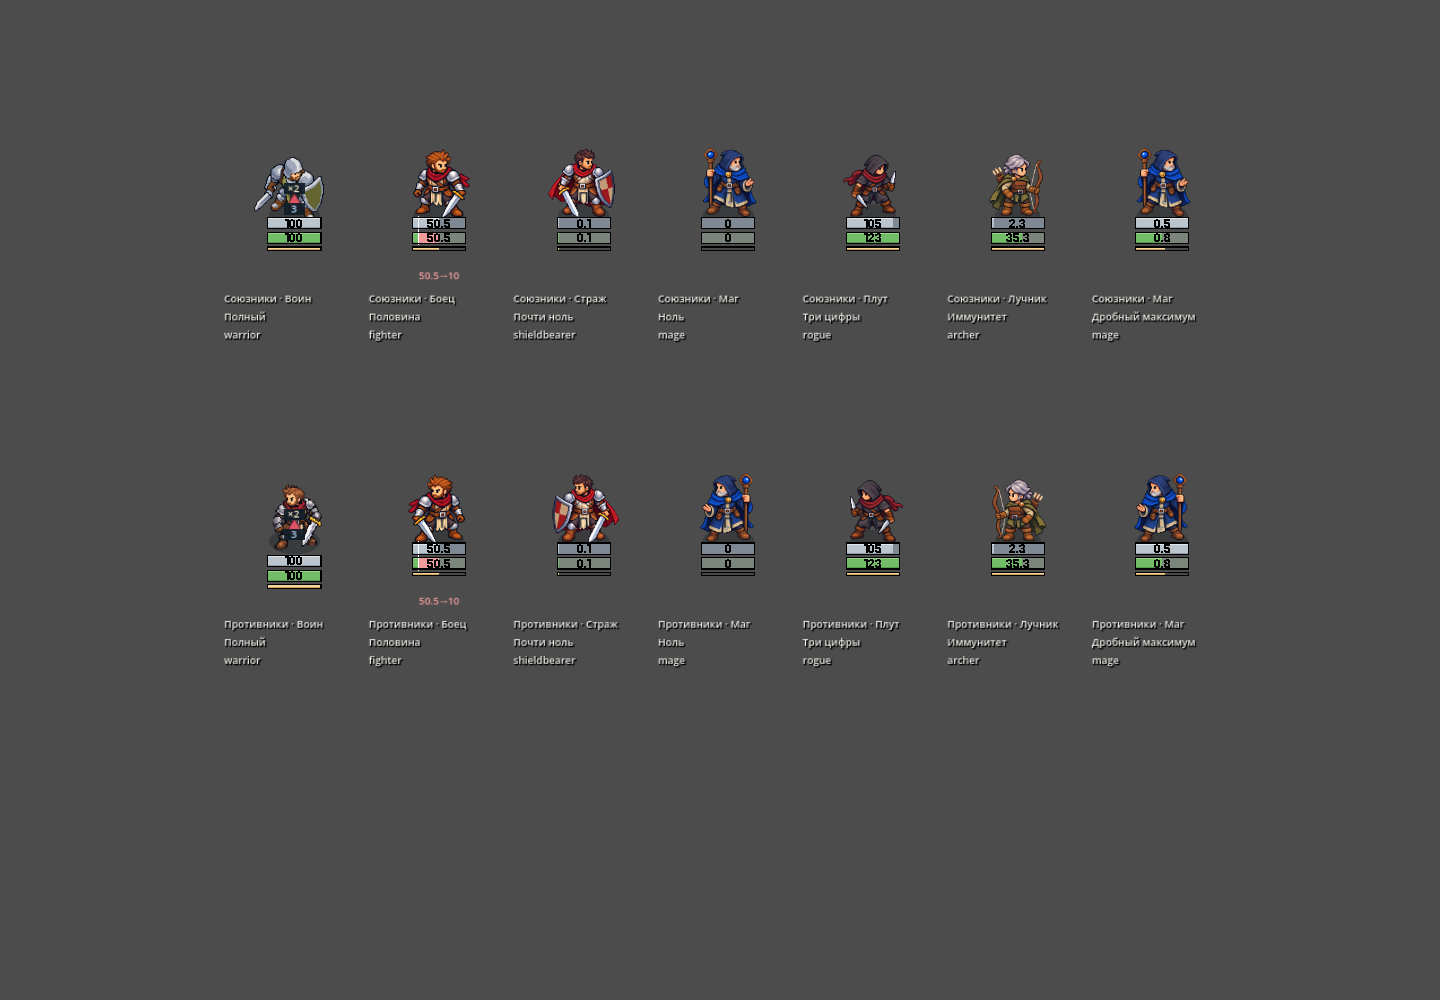 ×2
3
100 50.5 0.1 0 105 2.3 0.5
100 50.5 0.1 0 123 35.3 0.8
50.5→10
Союзники · Воин Союзники · Боец Союзники · Страж Союзники · Маг Союзники · Плут Союзники · Лучник Союзники · Маг
Полный Половина Почти ноль Ноль Три цифры Иммунитет Дробный максимум
warrior fighter shieldbearer mage rogue archer mage
×2
3
50.5 0.1 0 105 2.3 0.5
100 50.5 0.1 0 123 35.3 0.8
100
50.5→10
Противники · Воин Противники · Боец Противники · Страж Противники · Маг Противники · Плут Противники · Лучник Противники · Маг
Полный Половина Почти ноль Ноль Три цифры Иммунитет Дробный максимум
warrior fighter shieldbearer mage rogue archer mage